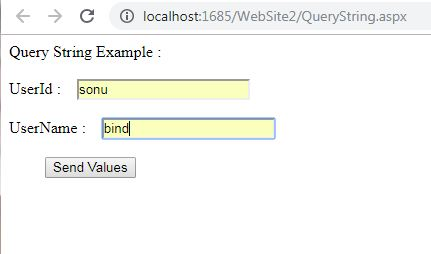 localhost:1685/WebSite2/QueryString.aspx
Query String Example :
UserId : sonu
UserName : bind
Send Values